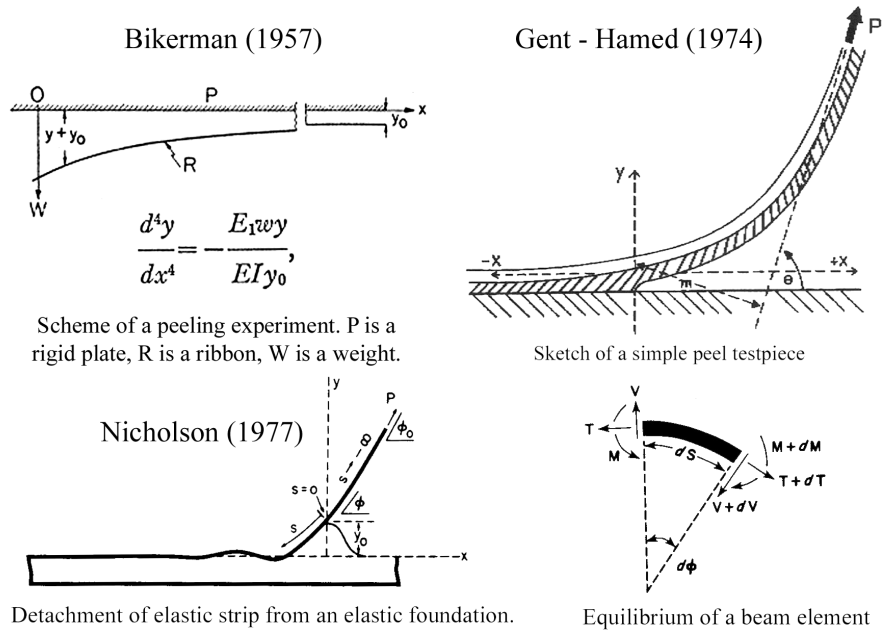 Bikerman (1957)
O
P
x
y + y₀
y₀
R
W
d⁴y/dx⁴ = - E₁wy/EIy₀,
Scheme of a peeling experiment. P is a
rigid plate, R is a ribbon, W is a weight.
Gent - Hamed (1974)
P
y
-x
+x
m
θ
Sketch of a simple peel testpiece
Nicholson (1977)
y
P
ϕ₀
∞
s
s = o
ϕ
s
y₀
x
Detachment of elastic strip from an elastic foundation.
V
T
M
dS
M + dM
T + dT
V + dV
dϕ
Equilibrium of a beam element